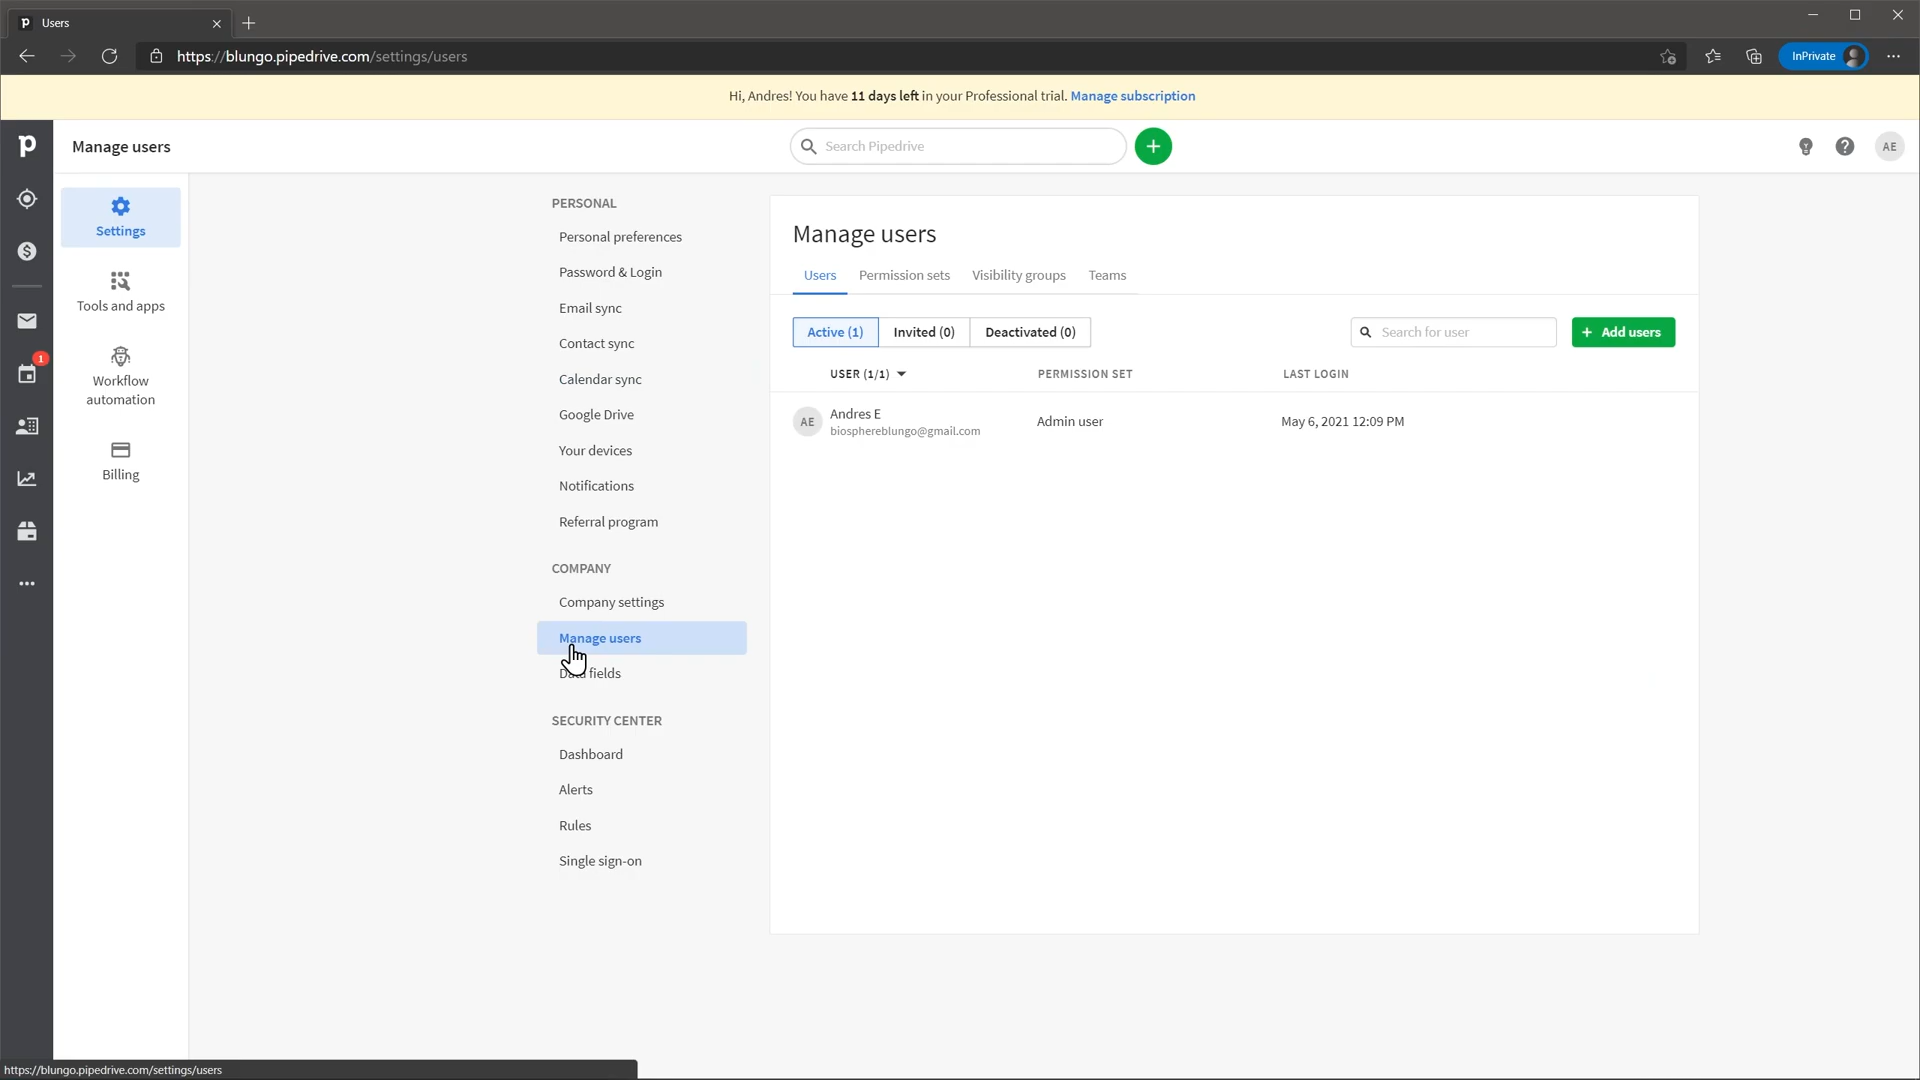 Users
https://blungo.pipedrive.com/settings/users
InPrivate
Hi, Andres! You have 11 days left in your Professional trial. Manage subscription
p
Manage users
Search Pipedrive
AE
1
Settings
Tools and apps
Workflow
automation
Billing
PERSONAL
Personal preferences
Password & Login
Email sync
Contact sync
Calendar sync
Google Drive
Your devices
Notifications
Referral program
COMPANY
Company settings
Manage users
Data fields
SECURITY CENTER
Dashboard
Alerts
Rules
Single sign-on
Manage users
Users Permission sets Visibility groups Teams
Active (1) Invited (0) Deactivated (0) Search for user + Add users
USER (1/1) PERMISSION SET LAST LOGIN
AE Andres E Admin user May 6, 2021 12:09 PM
biosphereblungo@gmail.com
https://blungo.pipedrive.com/settings/users